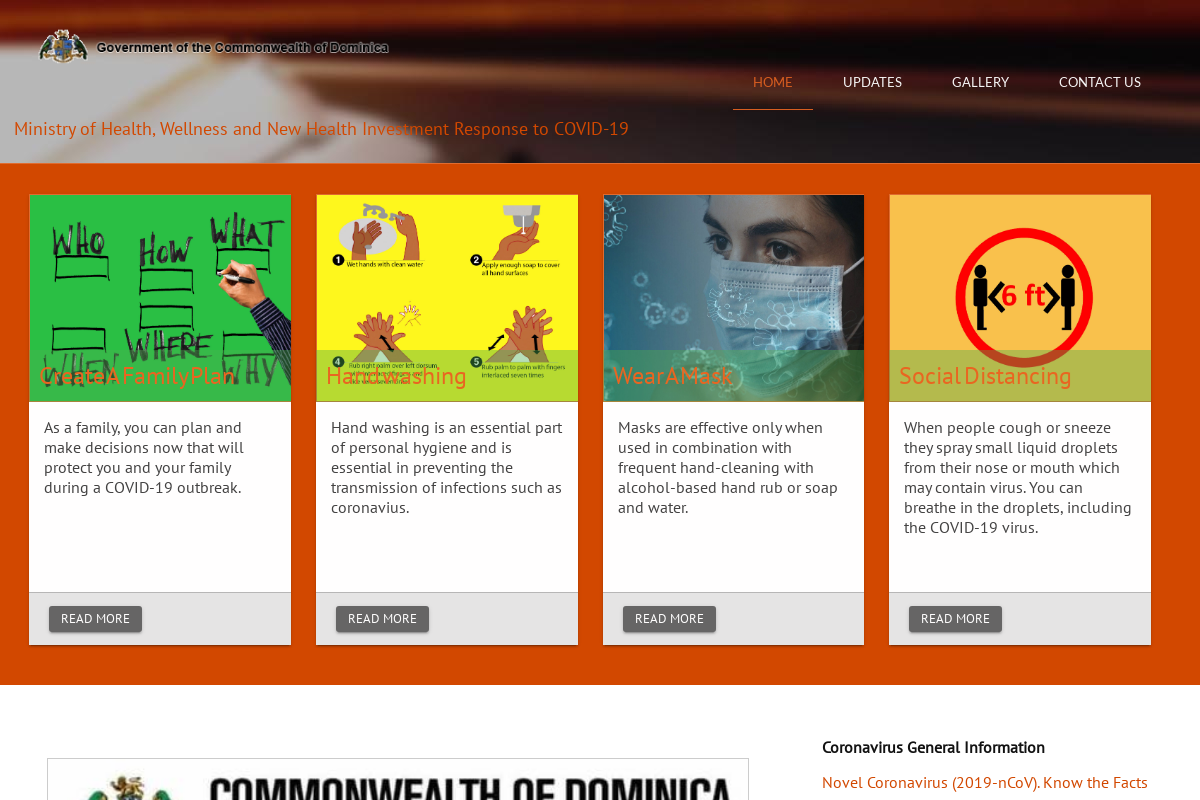 Government of the Commonwealth of Dominica
HOME
UPDATES
GALLERY
CONTACT US
Ministry of Health, Wellness and New Health Investment Response to COVID-19
WHO
HOW
WHAT
WHEN
WHERE
WHY
Create A Family Plan
1 Wet hands with clean water
2 Apply enough soap to cover
all hand surfaces
4 Rub right palm over left dorsum,
5 Rub palm to palm with fingers
interlaced seven times
Hand washing
Wear A Mask
6 ft
Social Distancing
As a family, you can plan and
make decisions now that will
protect you and your family
during a COVID-19 outbreak.
READ MORE
Hand washing is an essential part
of personal hygiene and is
essential in preventing the
transmission of infections such as
coronavius.
READ MORE
Masks are effective only when
used in combination with
frequent hand-cleaning with
alcohol-based hand rub or soap
and water.
READ MORE
When people cough or sneeze
they spray small liquid droplets
from their nose or mouth which
may contain virus. You can
breathe in the droplets, including
the COVID-19 virus.
READ MORE
COMMONWEALTH OF DOMINICA
Coronavirus General Information
Novel Coronavirus (2019-nCoV). Know the Facts